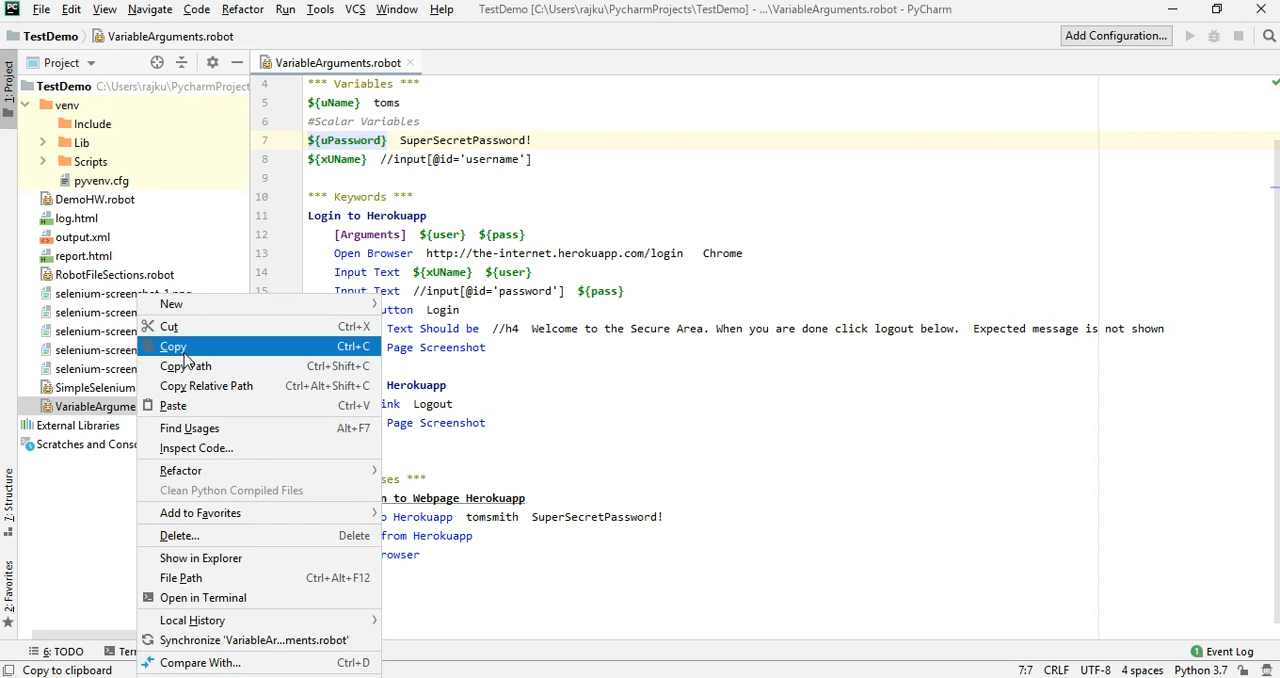 PC File Edit View Navigate Code Refactor Run Tools VCS Window Help TestDemo [C:\Users\rajku\PycharmProjects\TestDemo] - ...\VariableArguments.robot - PyCharm
TestDemo VariableArguments.robot Add Configuration...
1: Project
Project VariableArguments.robot
TestDemo C:\Users\rajku\PycharmProject
venv
Include
Lib
Scripts
pyvenv.cfg
DemoHW.robot
log.html
output.xml
report.html
RobotFileSections.robot
selenium-screenshot-1.png
selenium-screen
selenium-screen
selenium-screen
selenium-screen
SimpleSelenium
VariableArgume
External Libraries
Scratches and Conso
4 *** Variables ***
5 ${uName} toms
6 #Scalar Variables
7 ${uPassword} SuperSecretPassword!
8 ${xUName} //input[@id='username']
9
10 *** Keywords ***
11 Login to Herokuapp
12 [Arguments] ${user} ${pass}
13 Open Browser http://the-internet.herokuapp.com/login Chrome
14 Input Text ${xUName} ${user}
15 Input Text //input[@id='password'] ${pass}
utton Login
Text Should be //h4 Welcome to the Secure Area. When you are done click logout below. Expected message is not shown
Page Screenshot
Herokuapp
ink Logout
Page Screenshot
ses ***
n to Webpage Herokuapp
o Herokuapp tomsmith SuperSecretPassword!
from Herokuapp
rowser
New
Cut Ctrl+X
Copy Ctrl+C
Copy Path Ctrl+Shift+C
Copy Relative Path Ctrl+Alt+Shift+C
Paste Ctrl+V
Find Usages Alt+F7
Inspect Code...
Refactor
Clean Python Compiled Files
Add to Favorites
Delete... Delete
Show in Explorer
File Path Ctrl+Alt+F12
Open in Terminal
Local History
Synchronize 'VariableAr...ments.robot'
Compare With... Ctrl+D
7: Structure
2: Favorites
6: TODO Terr 1 Event Log
Copy to clipboard 7:7 CRLF UTF-8 4 spaces Python 3.7